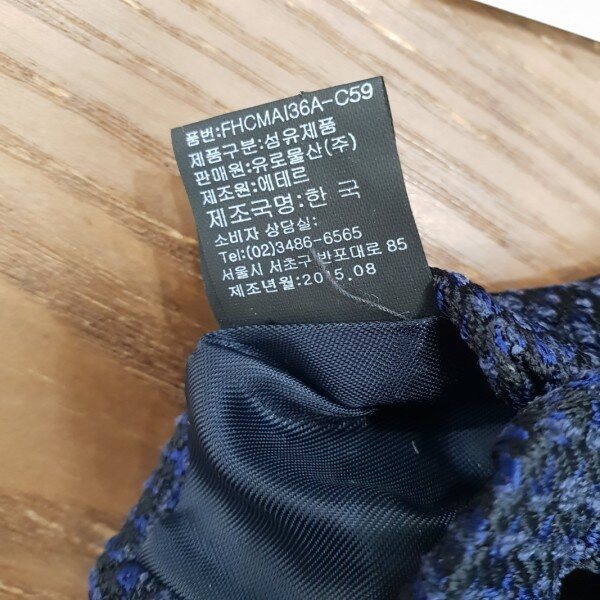 품번:FHCMAI36A-C59
제품구분:섬유제품
판매원:유로물산(주)
제조원:에테르
제조국명:한 국
소비자 상담실:
Tel:(02)3486-6565
서울시 서초구 반포대로 85
제조년월:2015.08